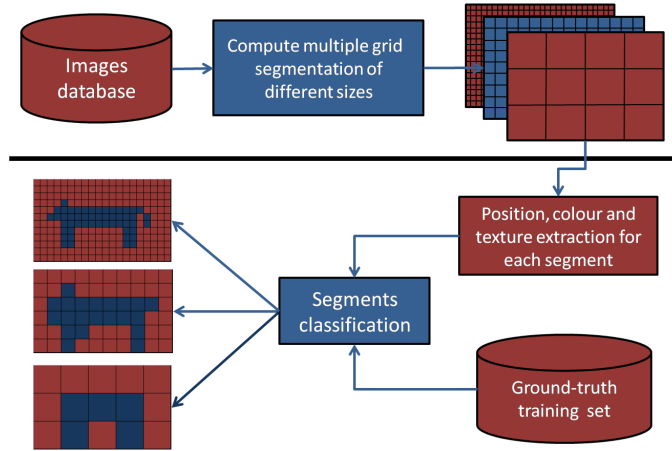 Images
database
Compute multiple grid
segmentation of
different sizes
Position, colour and
texture extraction for
each segment
Segments
classification
Ground-truth
training set